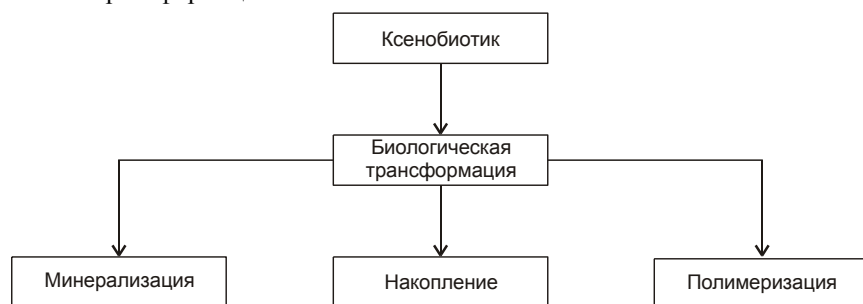 Ксенобиотик
Биологическая
трансформация
Минерализация
Накопление
Полимеризация